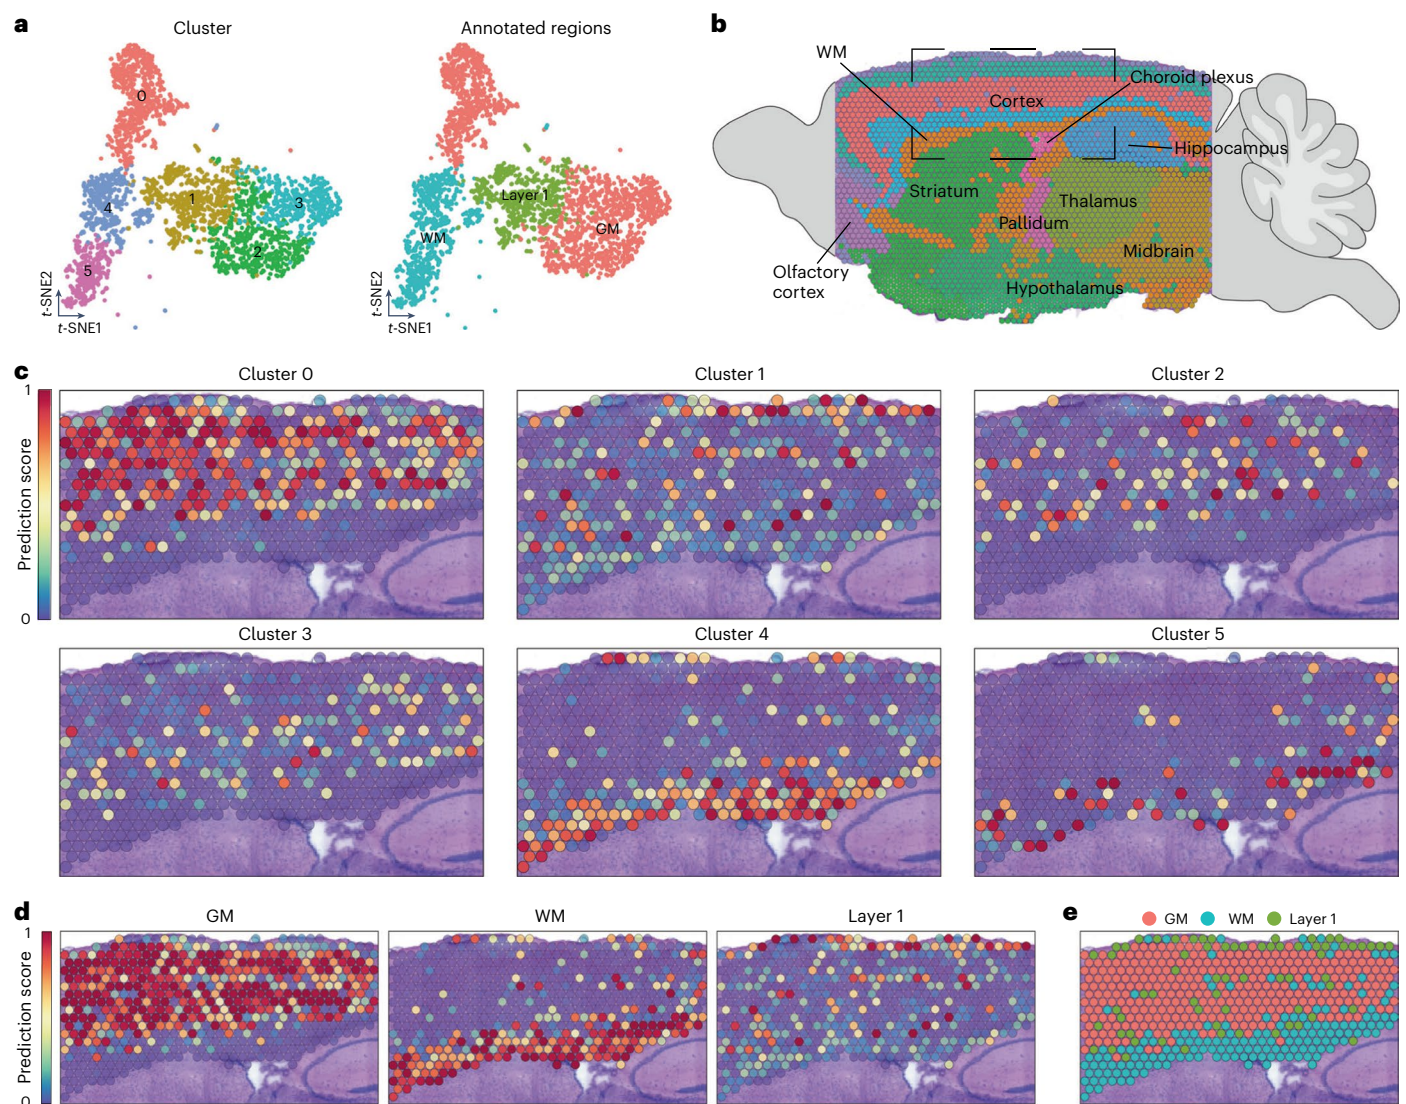 a
Cluster
Annotated regions
0
1
2
3
4
5
t-SNE2
t-SNE1
Layer 1
GM
WM
t-SNE2
t-SNE1
b
WM
Choroid plexus
Cortex
Hippocampus
Striatum
Thalamus
Pallidum
Midbrain
Olfactory
cortex
Hypothalamus
c
Cluster 0
Cluster 1
Cluster 2
1
Prediction score
0
Cluster 3
Cluster 4
Cluster 5
d
GM
WM
Layer 1
1
Prediction score
0
e
GM WM Layer 1